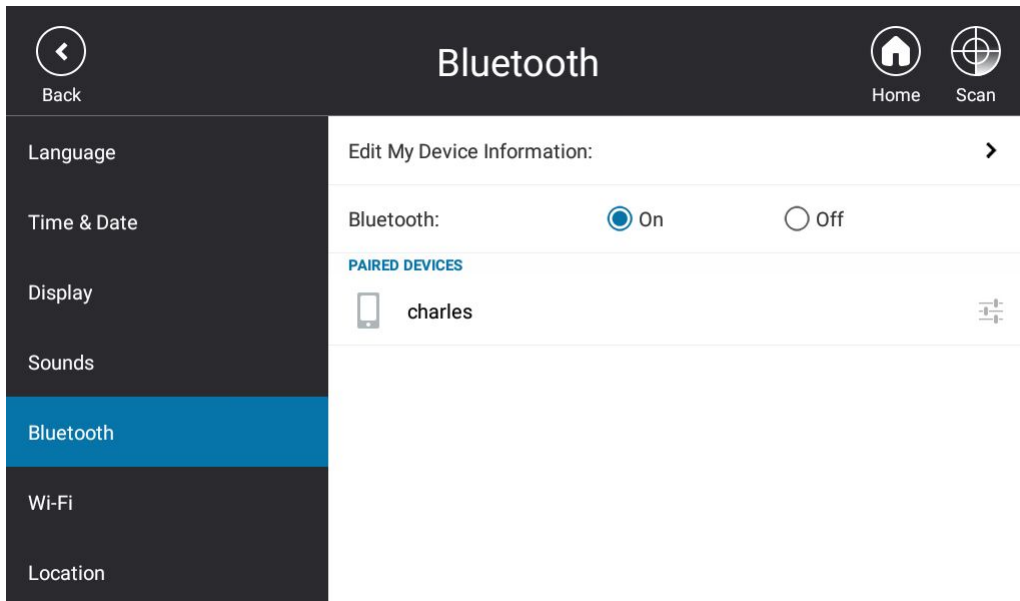 Bluetooth
Back
Home
Scan
Language
Time & Date
Display
Sounds
Bluetooth
Wi-Fi
Location
Edit My Device Information:
Bluetooth: On Off
PAIRED DEVICES
charles